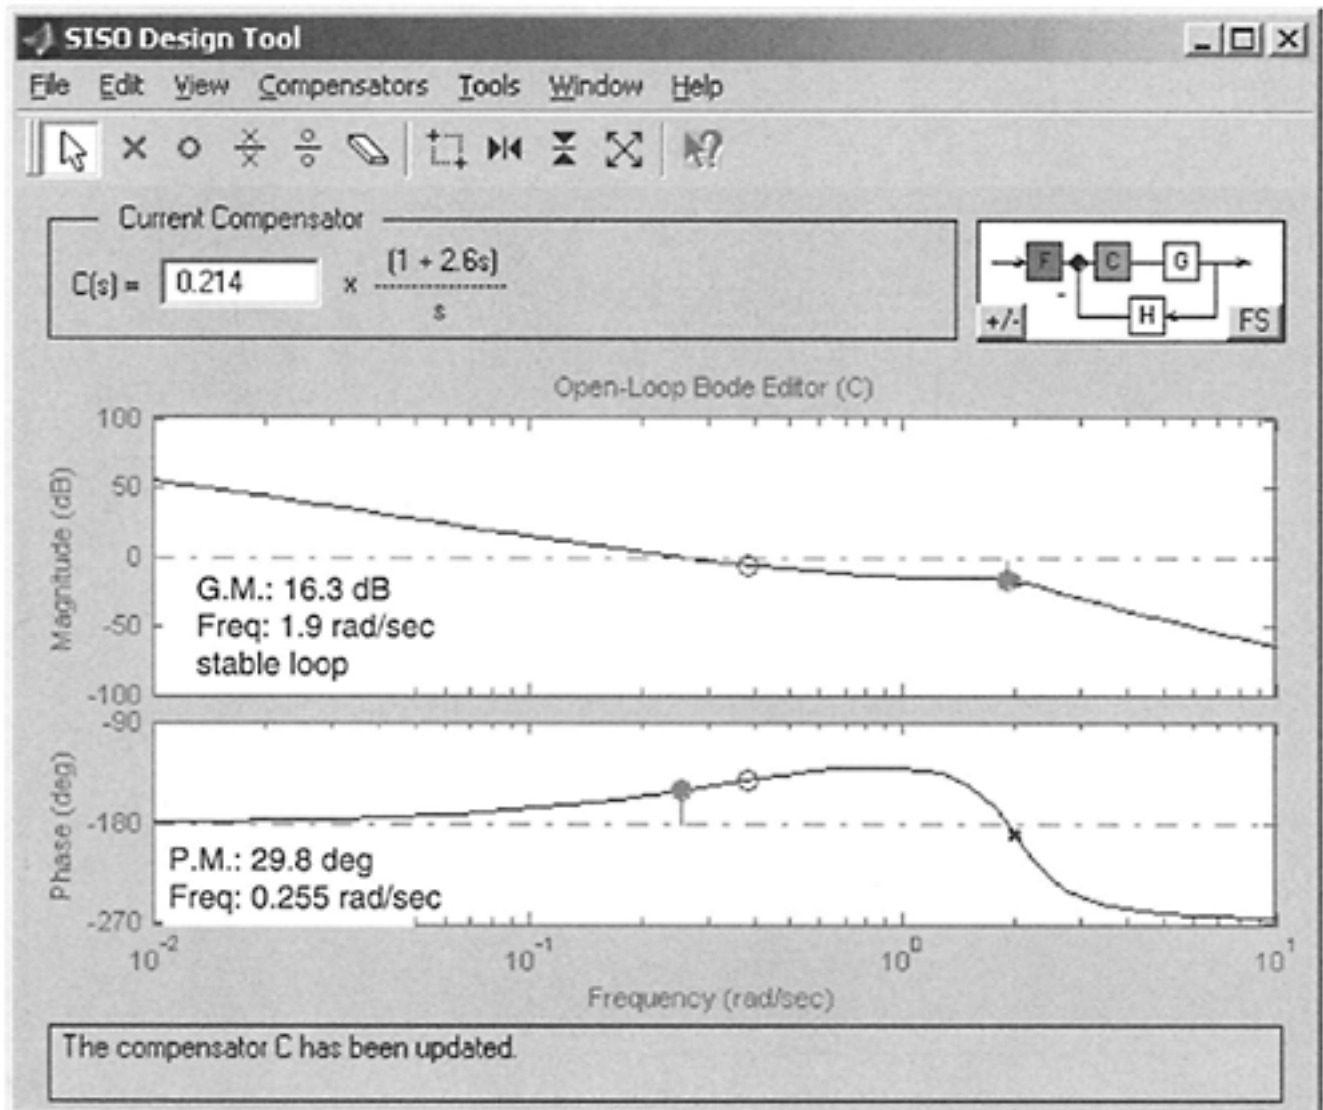 SISO Design Tool
File Edit View Compensators Tools Window Help
Current Compensator
C(s) = 0.214 x (1 + 2.6s)
s
F C G
H
+/-
FS
Open-Loop Bode Editor (C)
Magnitude (dB)
100
50
0
-50
-100
G.M.: 16.3 dB
Freq: 1.9 rad/sec
stable loop
Phase (deg)
-90
-180
-270
P.M.: 29.8 deg
Freq: 0.255 rad/sec
10^-2 10^-1 10^0 10^1
Frequency (rad/sec)
The compensator C has been updated.